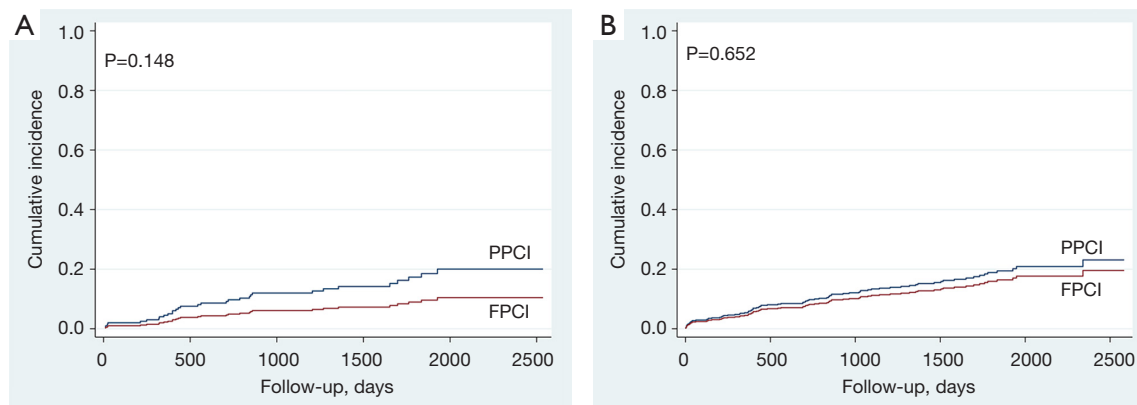 A
P=0.148
Cumulative incidence
1.0
0.8
0.6
0.4
0.2
0.0
PPCI
FPCI
0 500 1000 1500 2000 2500
Follow-up, days
B
P=0.652
Cumulative incidence
1.0
0.8
0.6
0.4
0.2
0.0
PPCI
FPCI
0 500 1000 1500 2000 2500
Follow-up, days